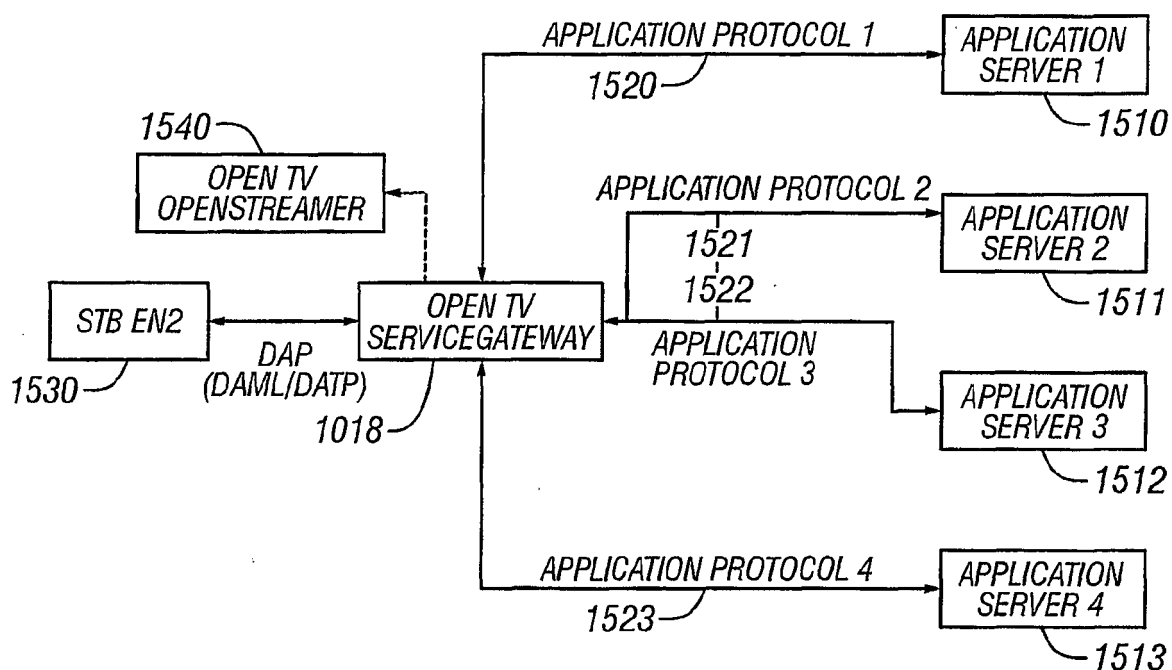 APPLICATION PROTOCOL 1
1520
APPLICATION
SERVER 1
1510
1540
OPEN TV
OPENSTREAMER
APPLICATION PROTOCOL 2
1521
1522
APPLICATION
SERVER 2
1511
STB EN2
1530
DAP
(DAML/DATP)
OPEN TV
SERVICEGATEWAY
1018
APPLICATION
PROTOCOL 3
APPLICATION
SERVER 3
1512
APPLICATION PROTOCOL 4
1523
APPLICATION
SERVER 4
1513